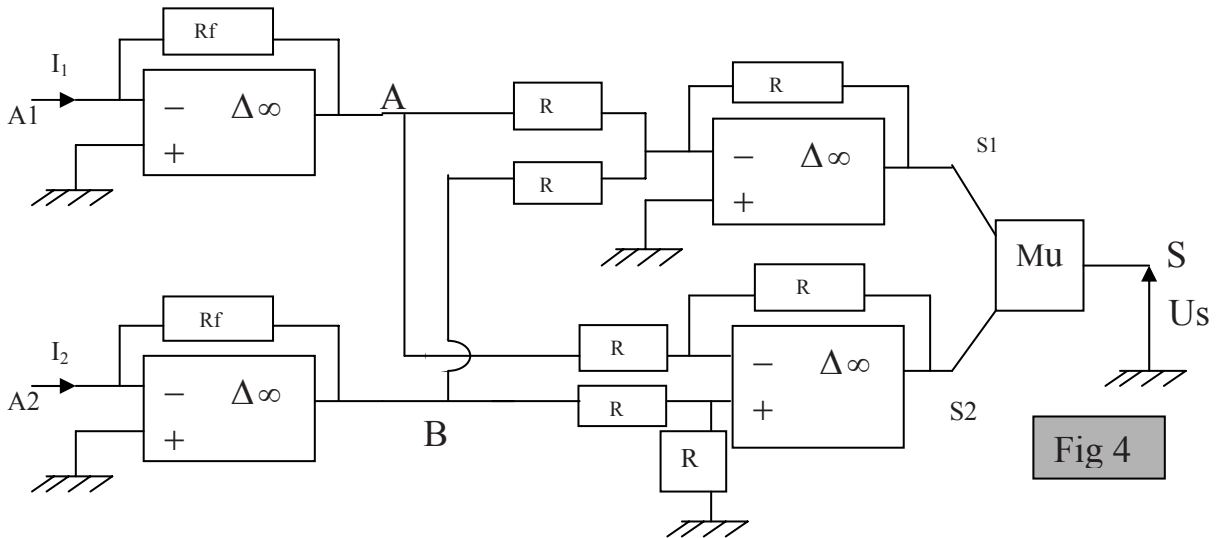 Rf
I₁
A1
− Δ∞
+
A
R
R
R
− Δ∞
+
S1
Mu
S
Us
Rf
I₂
A2
− Δ∞
+
B
R
R
R
R
− Δ∞
+
S2
Fig 4